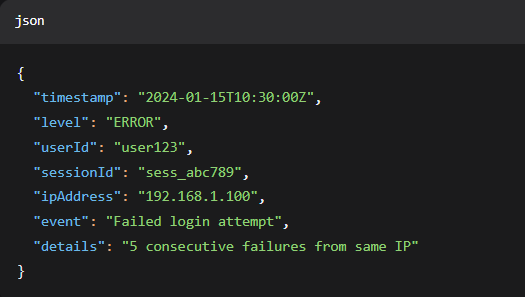 json
{
"timestamp": "2024-01-15T10:30:00Z",
"level": "ERROR",
"userId": "user123",
"sessionId": "sess_abc789",
"ipAddress": "192.168.1.100",
"event": "Failed login attempt",
"details": "5 consecutive failures from same IP"
}